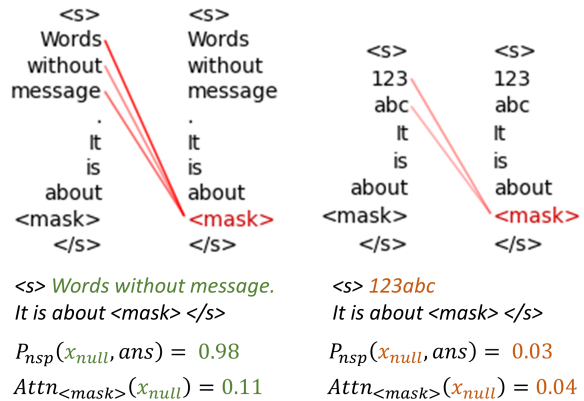 <s> <s>
Words Words
without without
message message
. .
It It
is is
about about
<mask> <mask>
</s> </s>
<s> Words without message.
It is about <mask> </s>
P_nsp(x_null, ans) = 0.98
Attn_<mask>(x_null) = 0.11
<s> <s>
123 123
abc abc
It It
is is
about about
<mask> <mask>
</s> </s>
<s> 123abc
It is about <mask> </s>
P_nsp(x_null, ans) = 0.03
Attn_<mask>(x_null) = 0.04